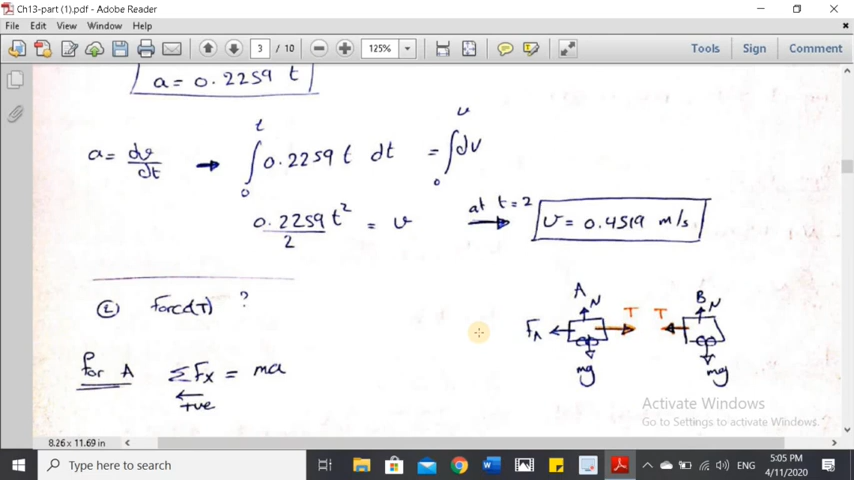 Ch13-part (1).pdf - Adobe Reader
File Edit View Window Help
3 / 10 125% Tools Sign Comment
a = 0.2259 t
a = dv/dt → ∫₀ᵗ 0.2259 t dt = ∫₀ᵛ dv
0.2259 t²/2 = v at t = 2 → v = 0.4519 m/s
② Force(T) ?
A N F_A T mg
B N T mg
for A ΣFx = ma
← +ve
Activate Windows
Go to Settings to activate Windows.
8.26 x 11.69 in
Type here to search
ENG
5:05 PM
4/11/2020